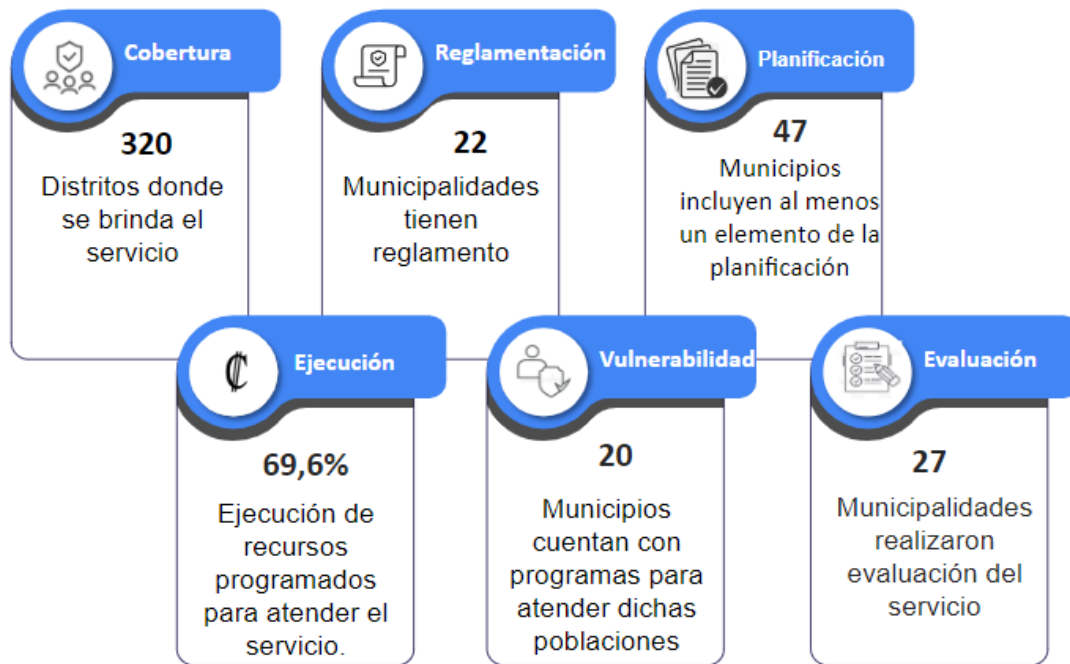 Cobertura
320
Distritos donde
se brinda el
servicio
Reglamentación
22
Municipalidades
tienen
reglamento
Planificación
47
Municipios
incluyen al menos
un elemento de la
planificación
₡
Ejecución
69,6%
Ejecución de
recursos
programados
para atender el
servicio.
Vulnerabilidad
20
Municipios
cuentan con
programas para
atender dichas
poblaciones
Evaluación
27
Municipalidades
realizaron
evaluación del
servicio